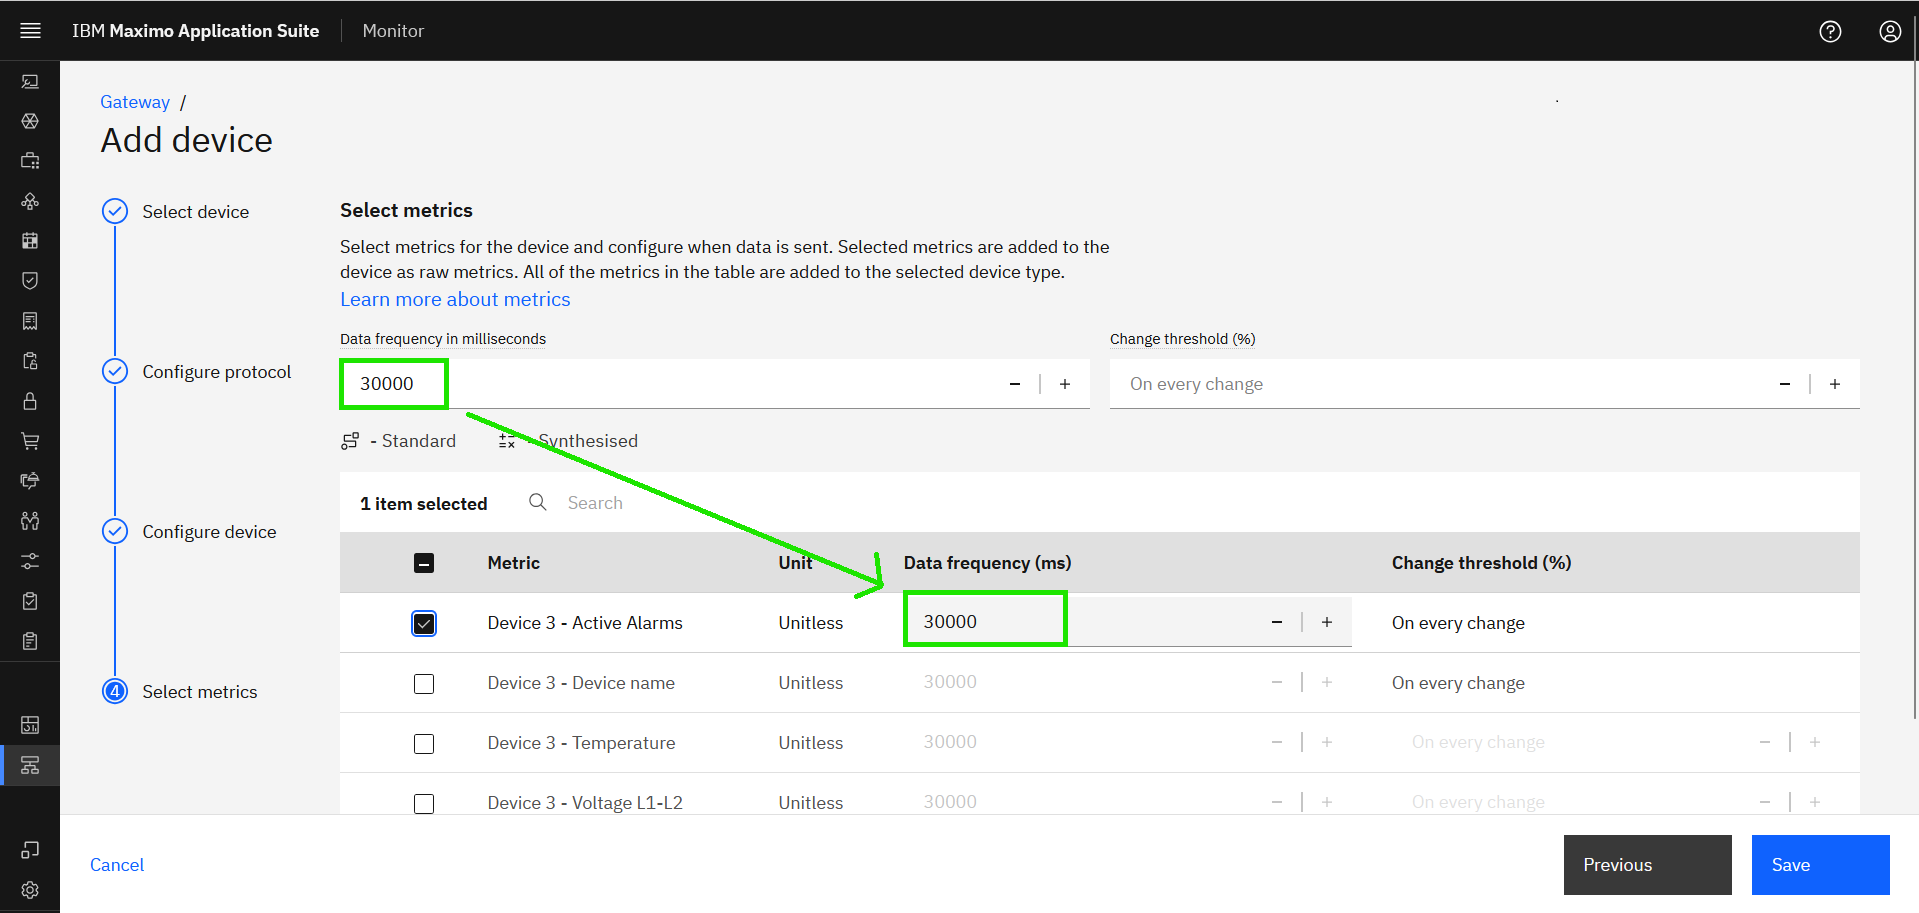 IBM Maximo Application Suite Monitor
Gateway /
Add device
Select device
Configure protocol
Configure device
4 Select metrics
Select metrics
Select metrics for the device and configure when data is sent. Selected metrics are added to the
device as raw metrics. All of the metrics in the table are added to the selected device type.
Learn more about metrics
Data frequency in milliseconds Change threshold (%)
30000 On every change
- Standard - Synthesised
1 item selected Search
Metric Unit Data frequency (ms) Change threshold (%)
Device 3 - Active Alarms Unitless 30000 On every change
Device 3 - Device name Unitless 30000 On every change
Device 3 - Temperature Unitless 30000 On every change
Device 3 - Voltage L1-L2 Unitless 30000 On every change
Cancel Previous Save